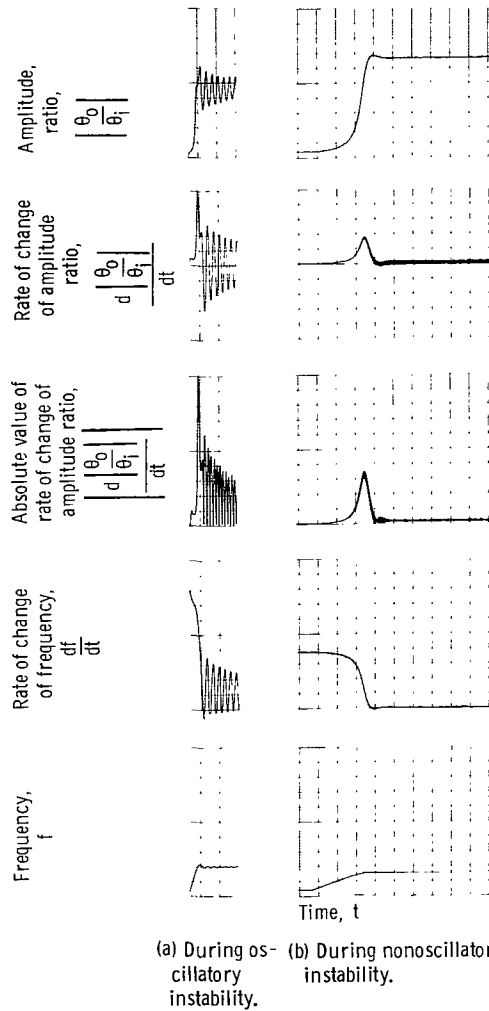 Amplitude,
ratio,
|θo/θi|
Rate of change
of amplitude
ratio,
d|θo/θi|
dt
Absolute value of
rate of change of
amplitude ratio,
|d|θo/θi|/dt|
Rate of change
of frequency,
df
dt
Frequency,
f
Time, t
(a) During os-
cillatory
instability.
(b) During nonoscillator
instability.